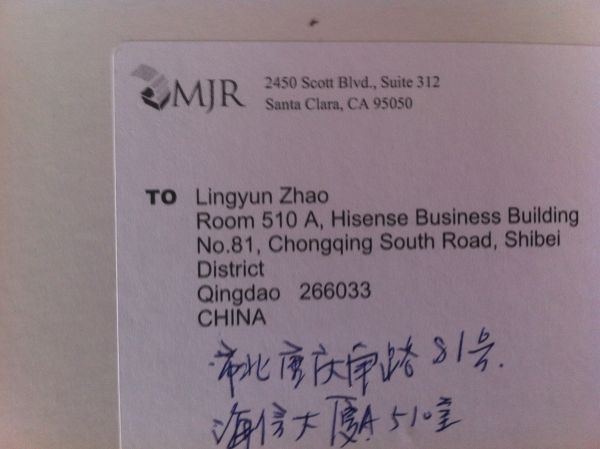 MJR
2450 Scott Blvd., Suite 312
Santa Clara, CA 95050
TO Lingyun Zhao
Room 510 A, Hisense Business Building
No.81, Chongqing South Road, Shibei
District
Qingdao 266033
CHINA
市北重庆南路81号.
海信大厦A510室